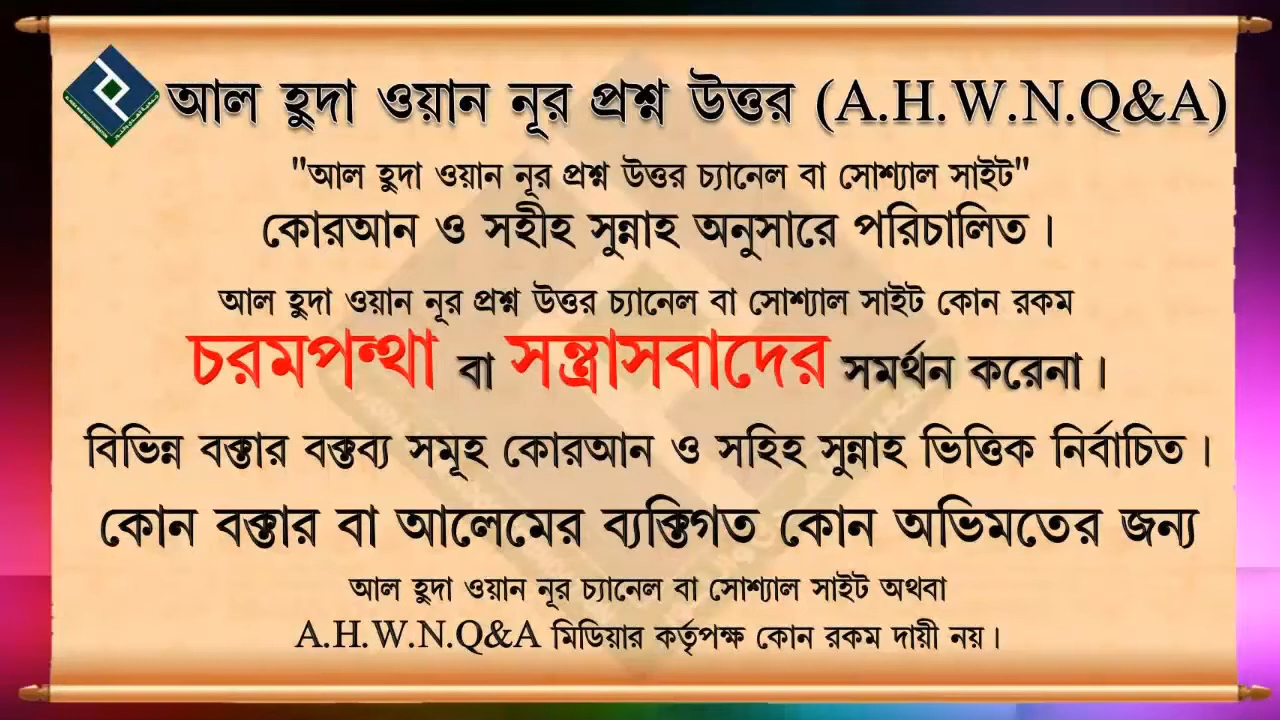 আল হুদা ওয়ান নূর প্রশ্ন উত্তর (A.H.W.N.Q&A)
"আল হুদা ওয়ান নূর প্রশ্ন উত্তর চ্যানেল বা সোশ্যাল সাইট"
কোরআন ও সহীহ সুন্নাহ অনুসারে পরিচালিত।
আল হুদা ওয়ান নূর প্রশ্ন উত্তর চ্যানেল বা সোশ্যাল সাইট কোন রকম
চরমপন্থা বা সন্ত্রাসবাদের সমর্থন করেনা।
বিভিন্ন বক্তার বক্তব্য সমূহ কোরআন ও সহিহ সুন্নাহ ভিত্তিক নির্বাচিত।
কোন বক্তার বা আলেমের ব্যক্তিগত কোন অভিমতের জন্য
আল হুদা ওয়ান নূর চ্যানেল বা সোশ্যাল সাইট অথবা
A.H.W.N.Q&A মিডিয়ার কর্তৃপক্ষ কোন রকম দায়ী নয়।